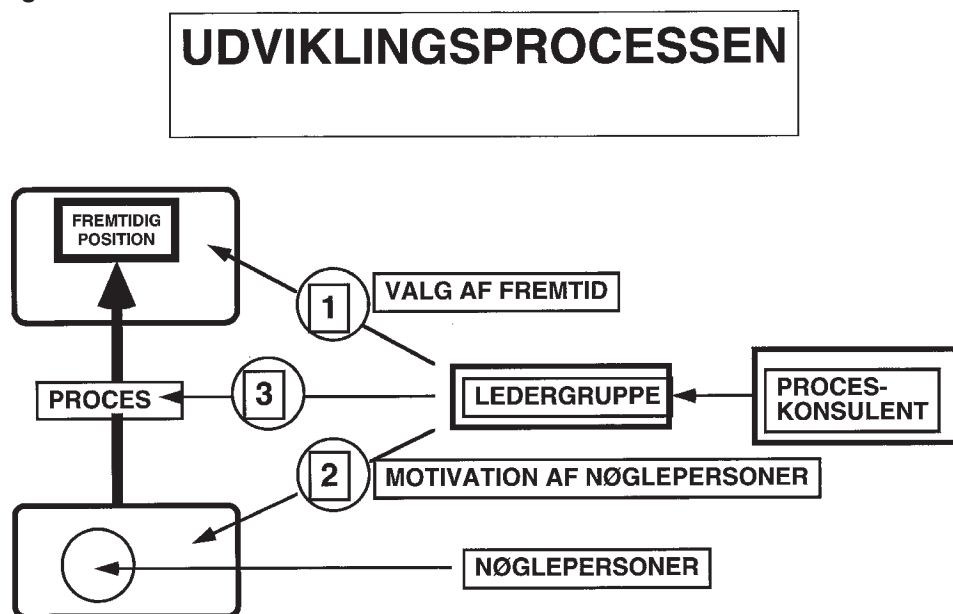 UDVIKLINGSPROCESSEN
FREMTIDIG
POSITION
1
VALG AF FREMTID
PROCES
3
LEDERGRUPPE
PROCES-
KONSULENT
2
MOTIVATION AF NØGLEPERSONER
NØGLEPERSONER